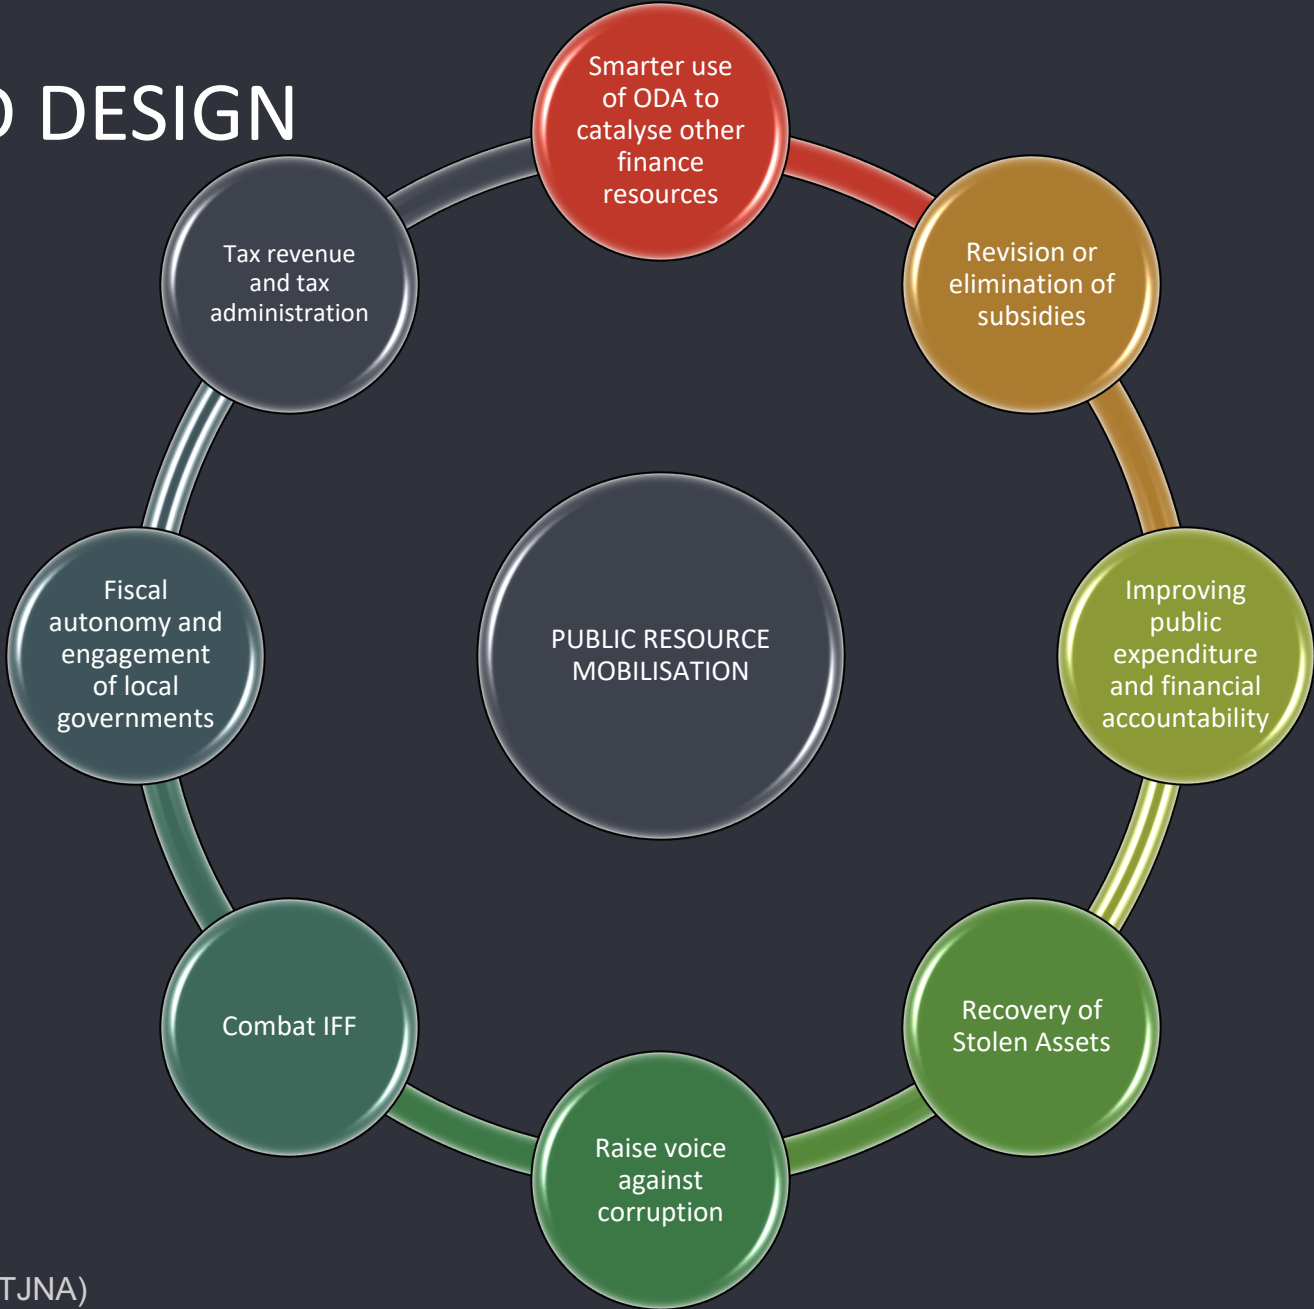 D DESIGN
Smarter use
of ODA to
catalyse other
finance
resources
Revision or
elimination of
subsidies
Improving
public
expenditure
and financial
accountability
Recovery of
Stolen Assets
Raise voice
against
corruption
Combat IFF
Fiscal
autonomy and
engagement
of local
governments
Tax revenue
and tax
administration
PUBLIC RESOURCE
MOBILISATION
TJNA)